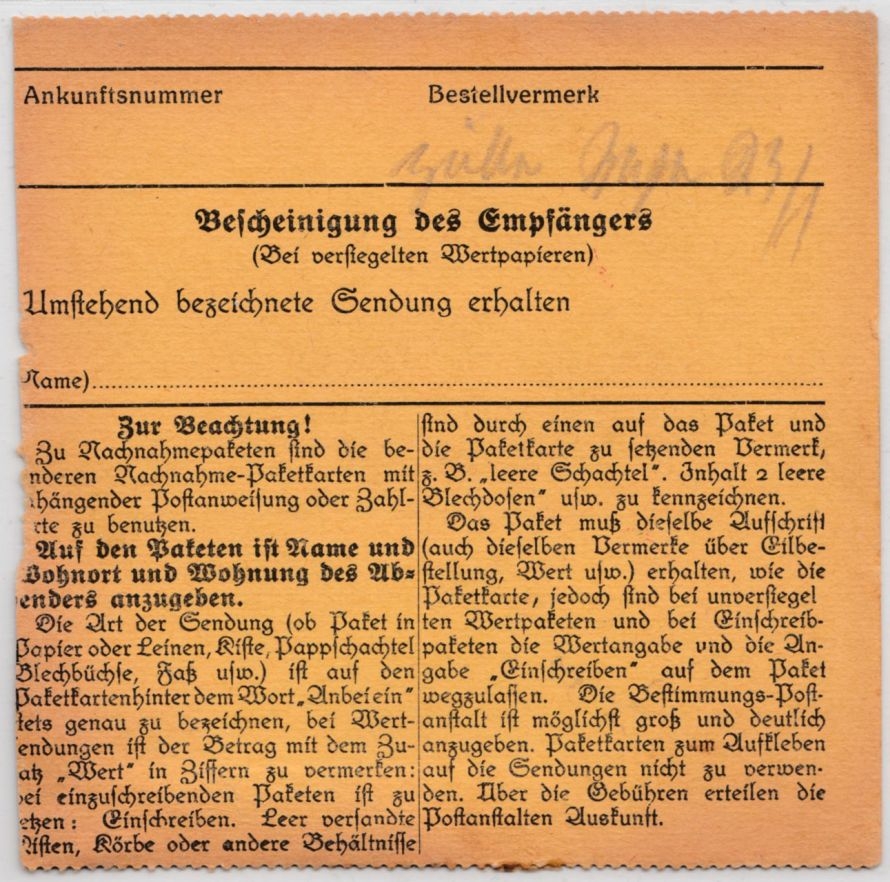 Ankunftsnummer Bestellvermerk
Bescheinigung des Empfängers
(Bei versiegelten Wertpapieren)
Umstehend bezeichnete Sendung erhalten
Name)
Zur Beachtung!
Zu Nachnahmepaketen sind die be-
nderen Nachnahme-Paketkarten mit
hängender Postanweisung oder Zahl-
rte zu benutzen.
Auf den Paketen ist Name und
Wohnort und Wohnung des Ab-
enders anzugeben.
Die Art der Sendung (ob Paket in
Papier oder Leinen, Kiste, Pappschachtel
Blechbüchse, Faß usw.) ist auf den
Paketkarten hinter dem Wort „Anbei ein"
tets genau zu bezeichnen, bei Wert-
endungen ist der Betrag mit dem Zu-
atz „Wert" in Ziffern zu vermerken:
bei einzuschreibenden Paketen ist zu
etzen: Einschreiben. Leer versandte
Kisten, Körbe oder andere Behältnisse
sind durch einen auf das Paket und
die Paketkarte zu setzenden Vermerk,
z. B. „leere Schachtel". Inhalt 2 leere
Blechdosen" usw. zu kennzeichnen.
Das Paket muß dieselbe Aufschrift
(auch dieselben Vermerke über Eilbe-
stellung, Wert usw.) erhalten, wie die
Paketkarte, jedoch sind bei unversiegel
ten Wertpaketen und bei Einschreib-
paketen die Wertangabe und die An-
gabe „Einschreiben" auf dem Paket
wegzulassen. Die Bestimmungs-Post-
anstalt ist möglichst groß und deutlich
anzugeben. Paketkarten zum Aufkleben
auf die Sendungen nicht zu verwen-
den. Über die Gebühren erteilen die
Postanstalten Auskunft.